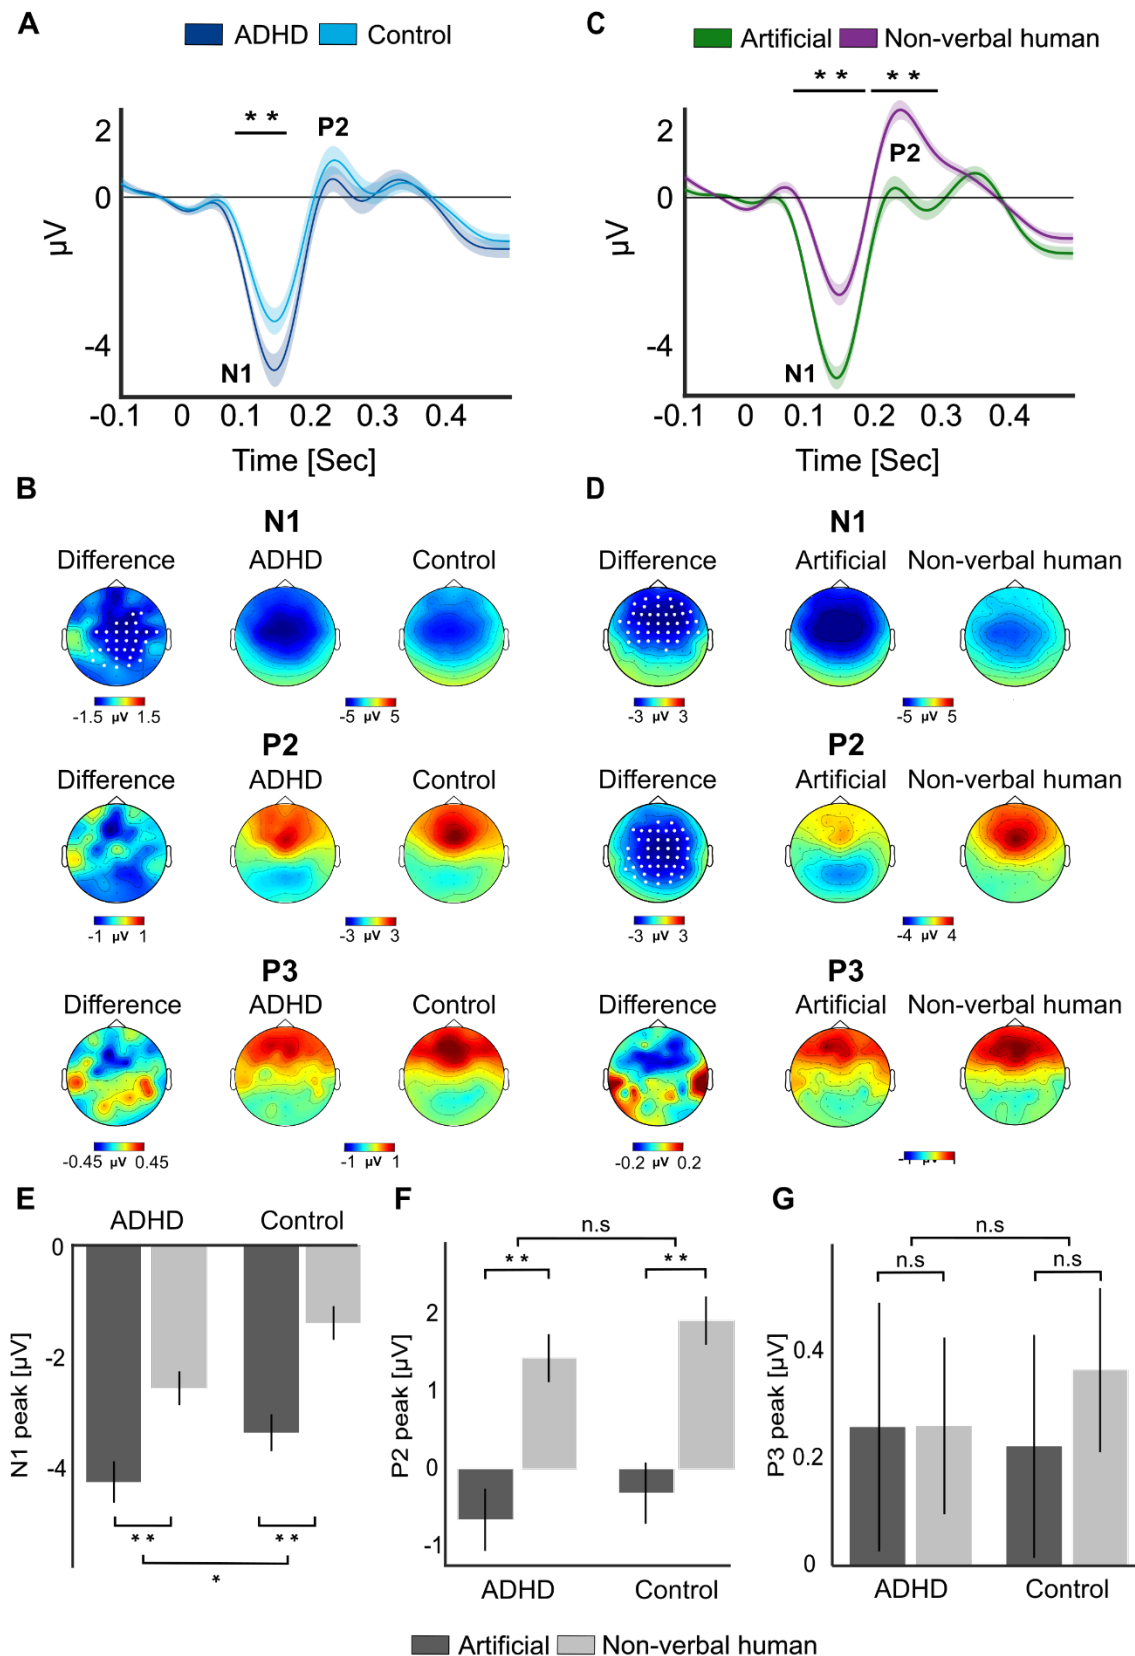 A
ADHD Control
* *
P2
2
0
-4
µV
N1
-0.1 0 0.1 0.2 0.3 0.4
Time [Sec]
C
Artificial Non-verbal human
* * * *
P2
2
0
-4
µV
N1
-0.1 0 0.1 0.2 0.3 0.4
Time [Sec]
B
N1
Difference ADHD Control
-1.5 µV 1.5 -5 µV 5
P2
Difference ADHD Control
-1 µV 1 -3 µV 3
P3
Difference ADHD Control
-0.45 µV 0.45 -1 µV 1
D
N1
Difference Artificial Non-verbal human
-3 µV 3 -5 µV 5
P2
Difference Artificial Non-verbal human
-3 µV 3 -4 µV 4
P3
Difference Artificial Non-verbal human
-0.2 µV 0.2 µV
E
ADHD Control
0
-2
-4
N1 peak [µV]
* * * *
*
F
n.s
* * * *
2
1
0
-1
P2 peak [µV]
ADHD Control
G
n.s
n.s n.s
0.4
0.2
0
P3 peak [µV]
ADHD Control
Artificial Non-verbal human